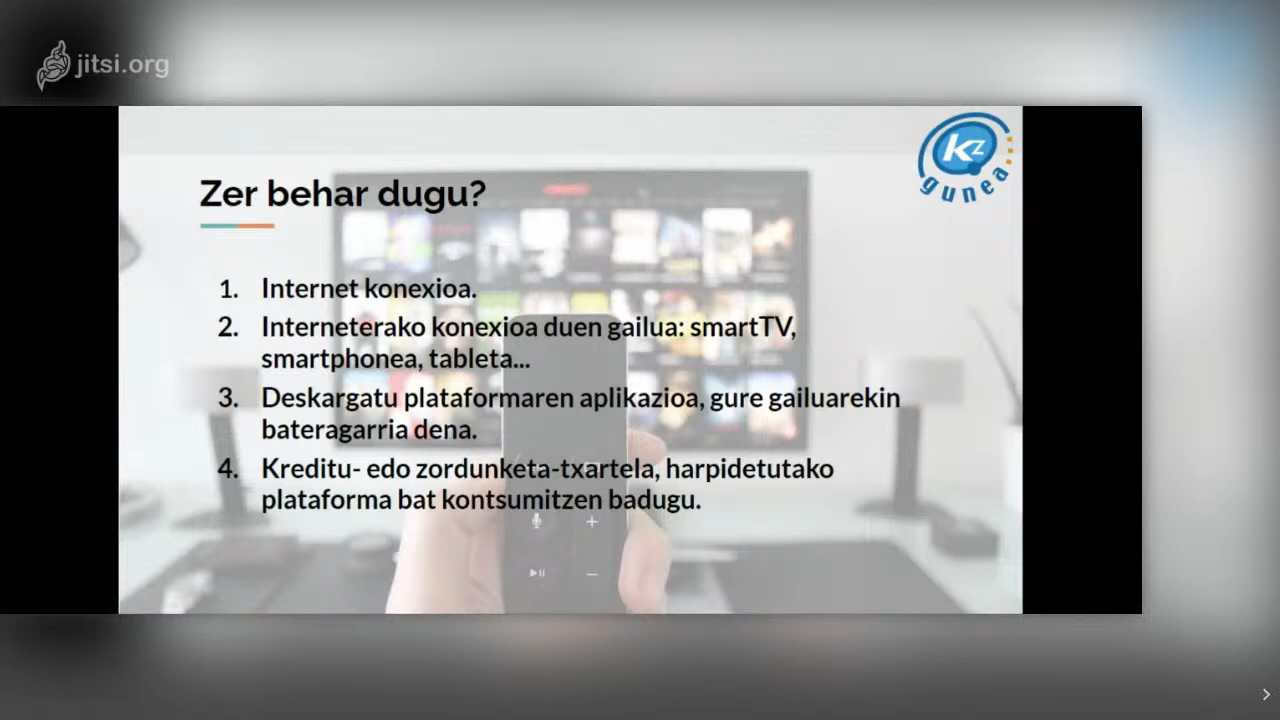 jitsi.org
kz
gunea
Zer behar dugu?
1. Internet konexioa.
2. Interneterako konexioa duen gailua: smartTV,
smartphonea, tableta...
3. Deskargatu plataformaren aplikazioa, gure gailuarekin
bateragarria dena.
4. Kreditu- edo zordunketa-txartela, harpidetutako
plataforma bat kontsumitzen badugu.